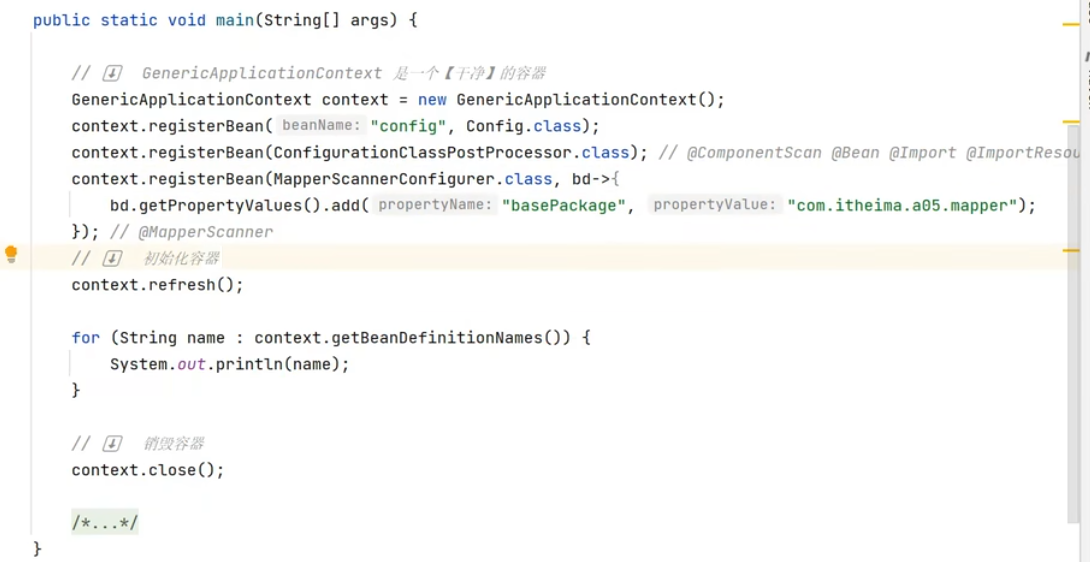 public static void main(String[] args) {
// ⬇ GenericApplicationContext 是一个【干净】的容器
GenericApplicationContext context = new GenericApplicationContext();
context.registerBean( beanName: "config", Config.class);
context.registerBean(ConfigurationClassPostProcessor.class); // @ComponentScan @Bean @Import @ImportResou
context.registerBean(MapperScannerConfigurer.class, bd->{
bd.getPropertyValues().add( propertyName: "basePackage", propertyValue: "com.itheima.a05.mapper");
}); // @MapperScanner
// ⬇ 初始化容器
context.refresh();
for (String name : context.getBeanDefinitionNames()) {
System.out.println(name);
}
// ⬇ 销毁容器
context.close();
/*...*/
}